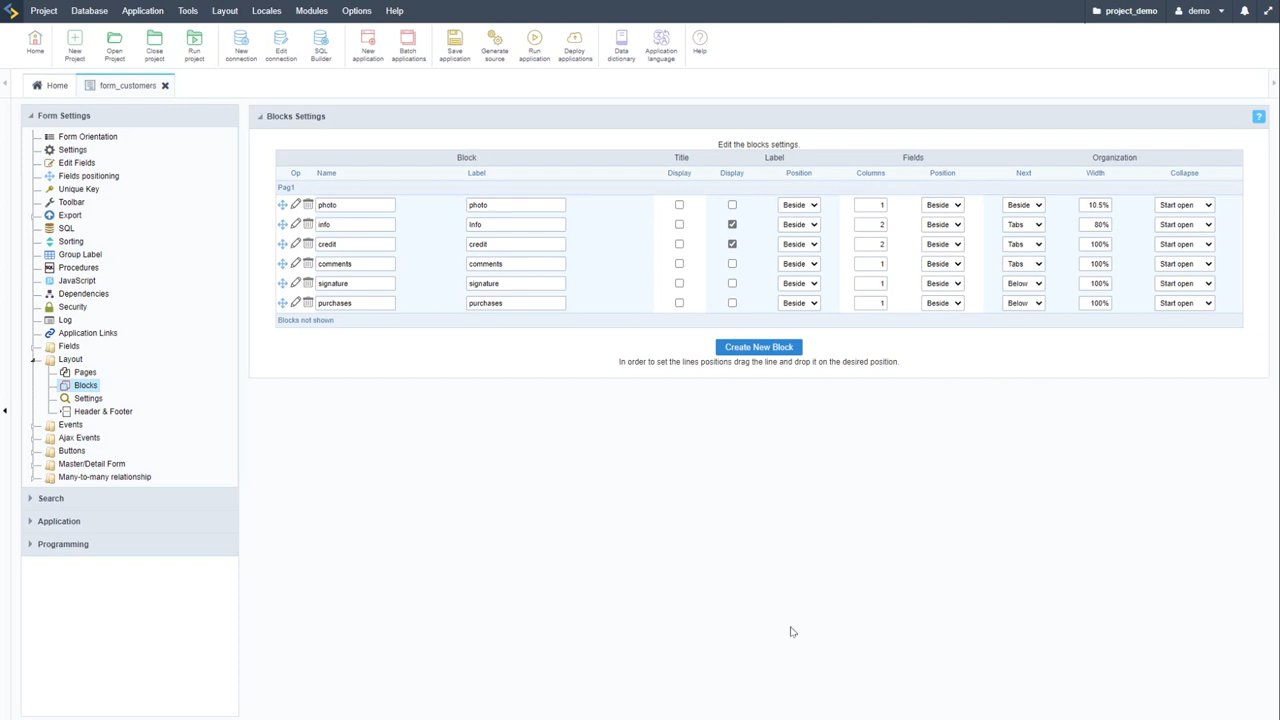 Project Database Application Tools Layout Locales Modules Options Help project_demo demo
Home New Project Open Project Close project Run project New connection Edit connection SQL Builder New application Batch applications Save application Generate source Run application Deploy applications Data dictionary Application language Help
Home form_customers
Form Settings
Form Orientation
Settings
Edit Fields
Fields positioning
Unique Key
Toolbar
Export
SQL
Sorting
Group Label
Procedures
JavaScript
Dependencies
Security
Log
Application Links
Fields
Layout
Pages
Blocks
Settings
Header & Footer
Events
Ajax Events
Buttons
Master/Detail Form
Many-to-many relationship
Search
Application
Programming
Blocks Settings ?
Edit the blocks settings.
Block Title Label Fields Organization
Op Name Label Display Display Position Columns Position Next Width Collapse
Pag1
photo photo Beside 1 Beside Beside 10.5% Start open
info Info Beside 2 Beside Tabs 80% Start open
credit credit Beside 2 Beside Tabs 100% Start open
comments comments Beside 1 Beside Tabs 100% Start open
signature signature Beside 1 Beside Below 100% Start open
purchases purchases Beside 1 Beside Below 100% Start open
Blocks not shown
Create New Block
In order to set the lines positions drag the line and drop it on the desired position.